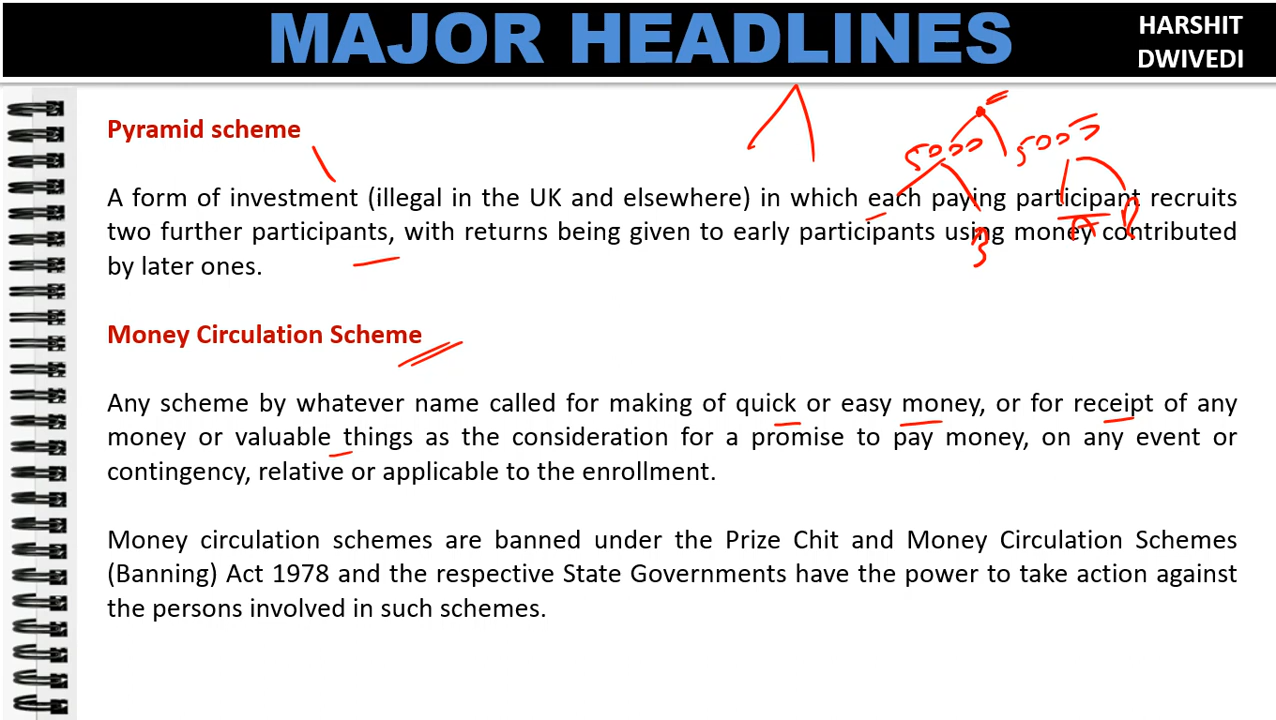 MAJOR HEADLINES
HARSHIT
DWIVEDI
Pyramid scheme
5000
5000
A form of investment (illegal in the UK and elsewhere) in which each paying participant recruits
two further participants, with returns being given to early participants using money contributed
by later ones.
Money Circulation Scheme
Any scheme by whatever name called for making of quick or easy money, or for receipt of any
money or valuable things as the consideration for a promise to pay money, on any event or
contingency, relative or applicable to the enrollment.
Money circulation schemes are banned under the Prize Chit and Money Circulation Schemes
(Banning) Act 1978 and the respective State Governments have the power to take action against
the persons involved in such schemes.